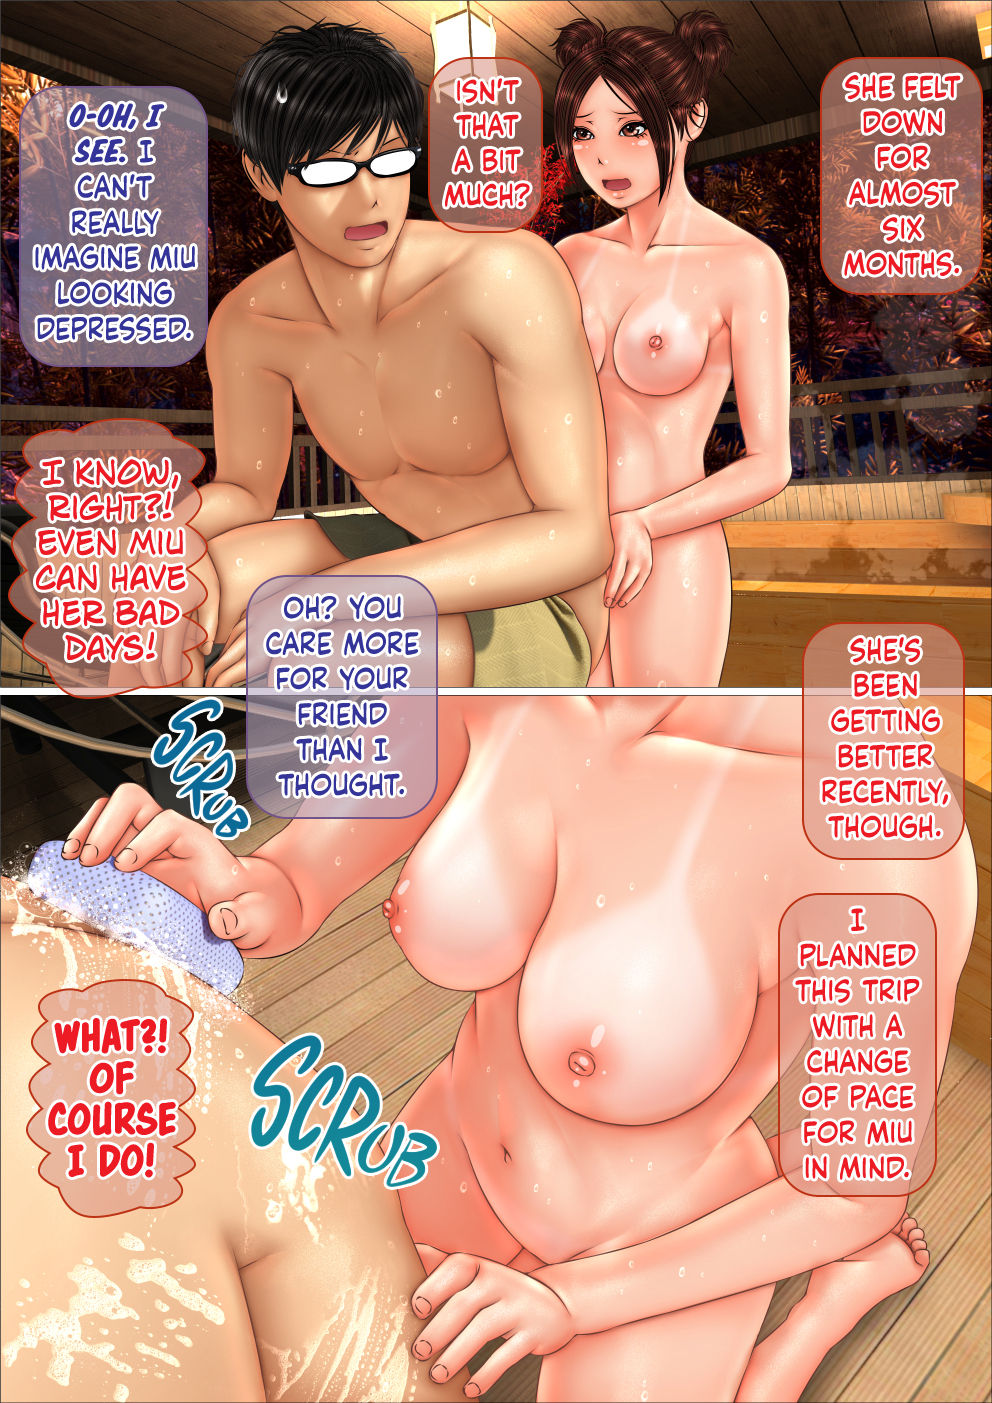 SHE FELT
DOWN
FOR
ALMOST
SIX
MONTHS.
ISN'T
THAT
A BIT
MUCH?
O-OH, I
SEE. I
CAN'T
REALLY
IMAGINE MIU
LOOKING
DEPRESSED.
I KNOW,
RIGHT?!
EVEN MIU
CAN HAVE
HER BAD
DAYS!
SHE'S
BEEN
GETTING
BETTER
RECENTLY,
THOUGH.
I
PLANNED
THIS TRIP
WITH A
CHANGE
OF PACE
FOR MIU
IN MIND.
OH? YOU
CARE MORE
FOR YOUR
FRIEND
THAN I
THOUGHT.
SCRUB
WHAT?!
OF
COURSE
I DO!
SCRUB